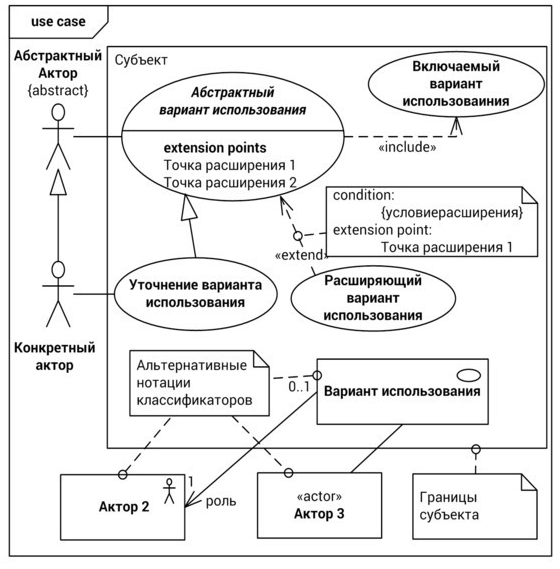 use case
Абстрактный
Актор
{abstract}
Субъект
Абстрактный
вариант использования
extension points
Точка расширения 1
Точка расширения 2
Включаемый
вариант
использоваиния
«include»
condition:
{условиерасширения}
extension point:
Точка расширения 1
«extend»
Уточнение варианта
использования
Расширяющий
вариант
использования
Конкретный
актор
Альтернативные
нотации
классификаторов
0..1
Вариант использования
Актор 2
1
роль
«actor»
Актор 3
Границы
субъекта